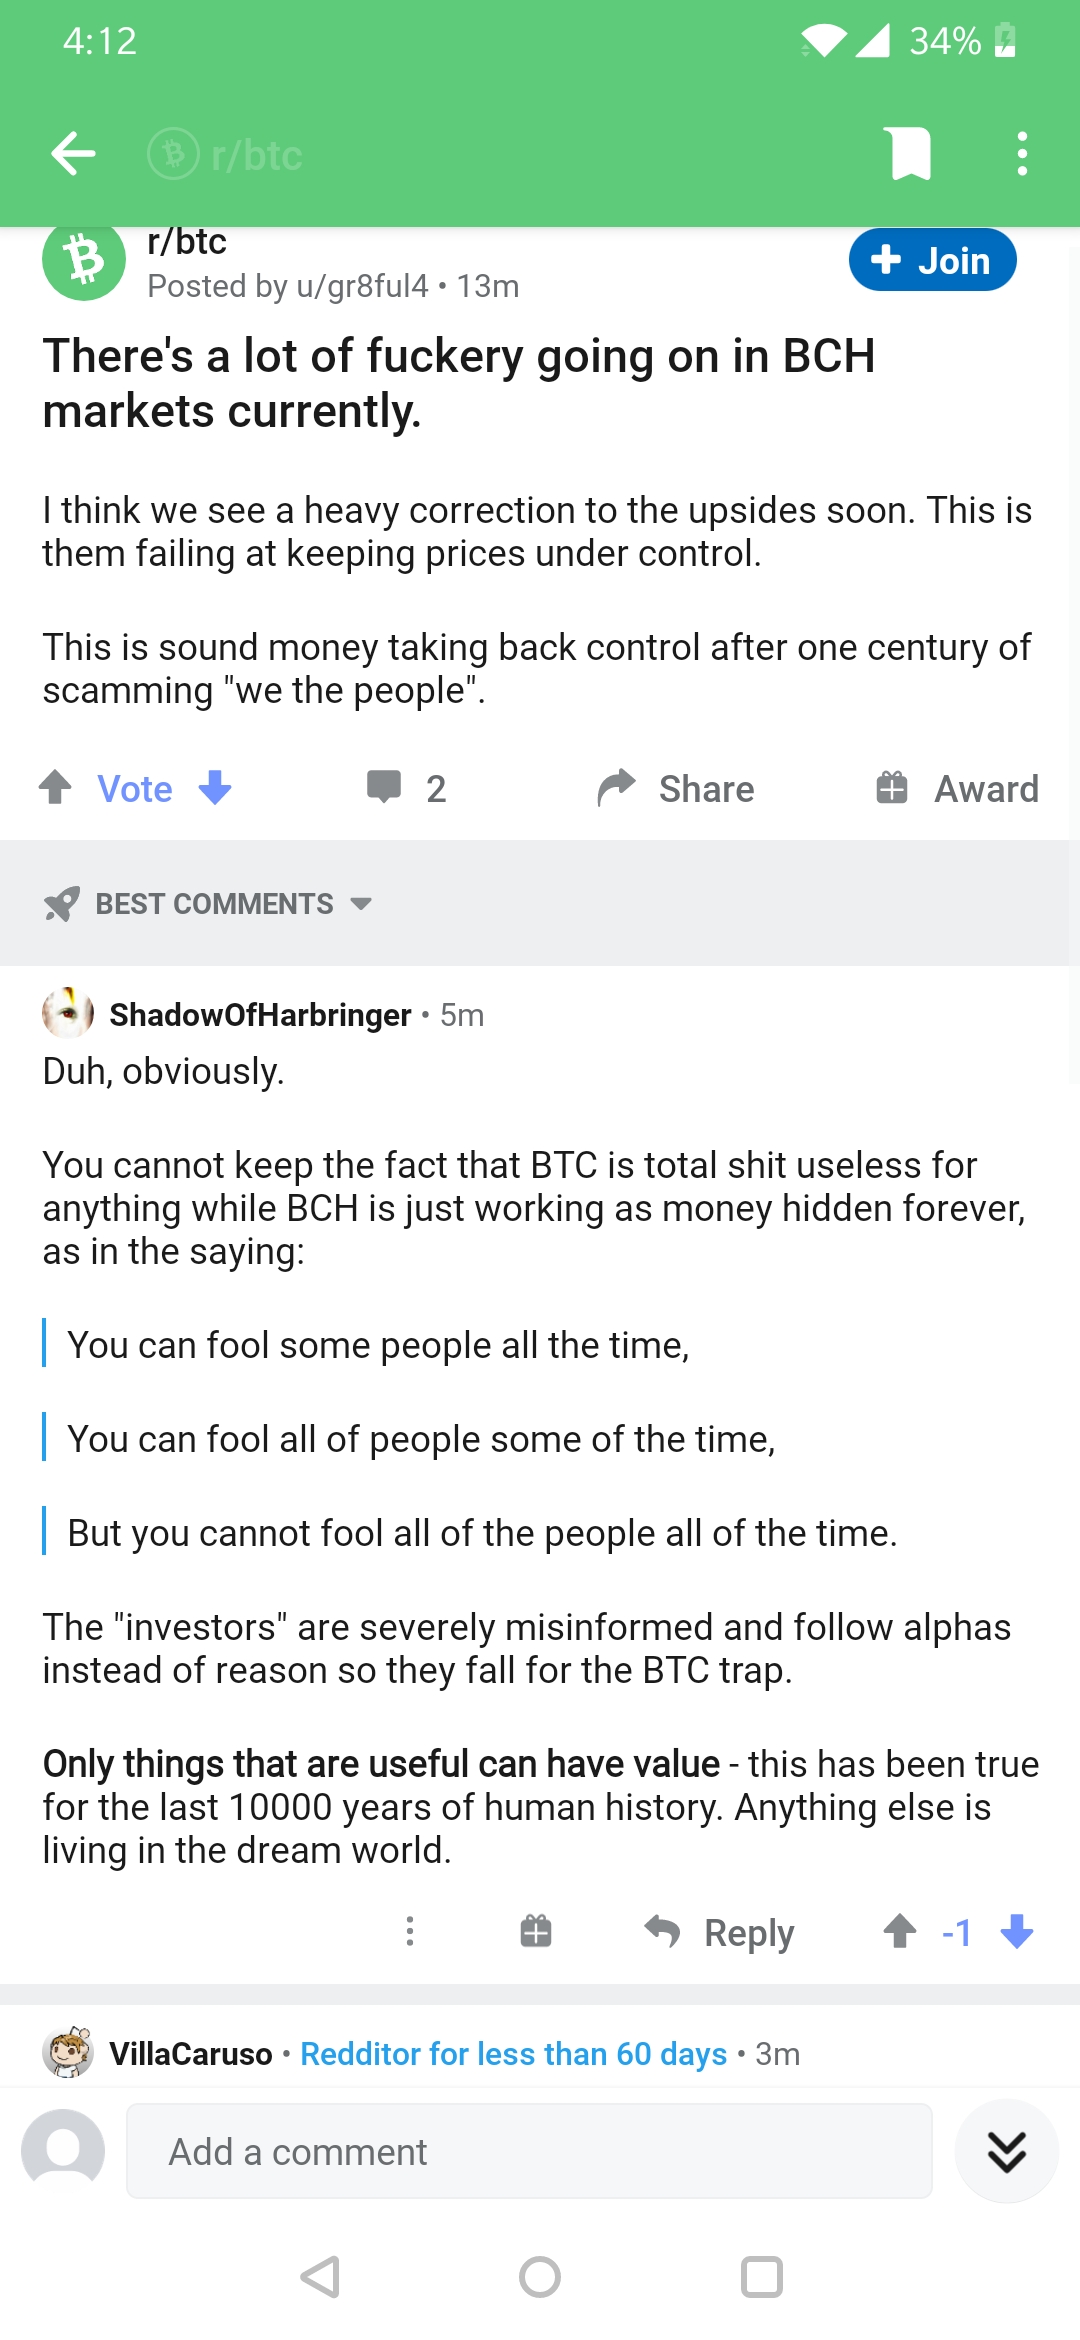 4:12
34%
r/btc
r/btc
Join
Posted by u/gr8ful4 • 13m
There's a lot of fuckery going on in BCH
markets currently.
I think we see a heavy correction to the upsides soon. This is
them failing at keeping prices under control.
This is sound money taking back control after one century of
scamming "we the people".
Vote
2
Share
Award
BEST COMMENTS
ShadowOfHarbringer • 5m
Duh, obviously.
You cannot keep the fact that BTC is total shit useless for
anything while BCH is just working as money hidden forever,
as in the saying:
You can fool some people all the time,
You can fool all of people some of the time,
But you cannot fool all of the people all of the time.
The "investors" are severely misinformed and follow alphas
instead of reason so they fall for the BTC trap.
Only things that are useful can have value - this has been true
for the last 10000 years of human history. Anything else is
living in the dream world.
Reply
-1
VillaCaruso • Redditor for less than 60 days • 3m
Add a comment